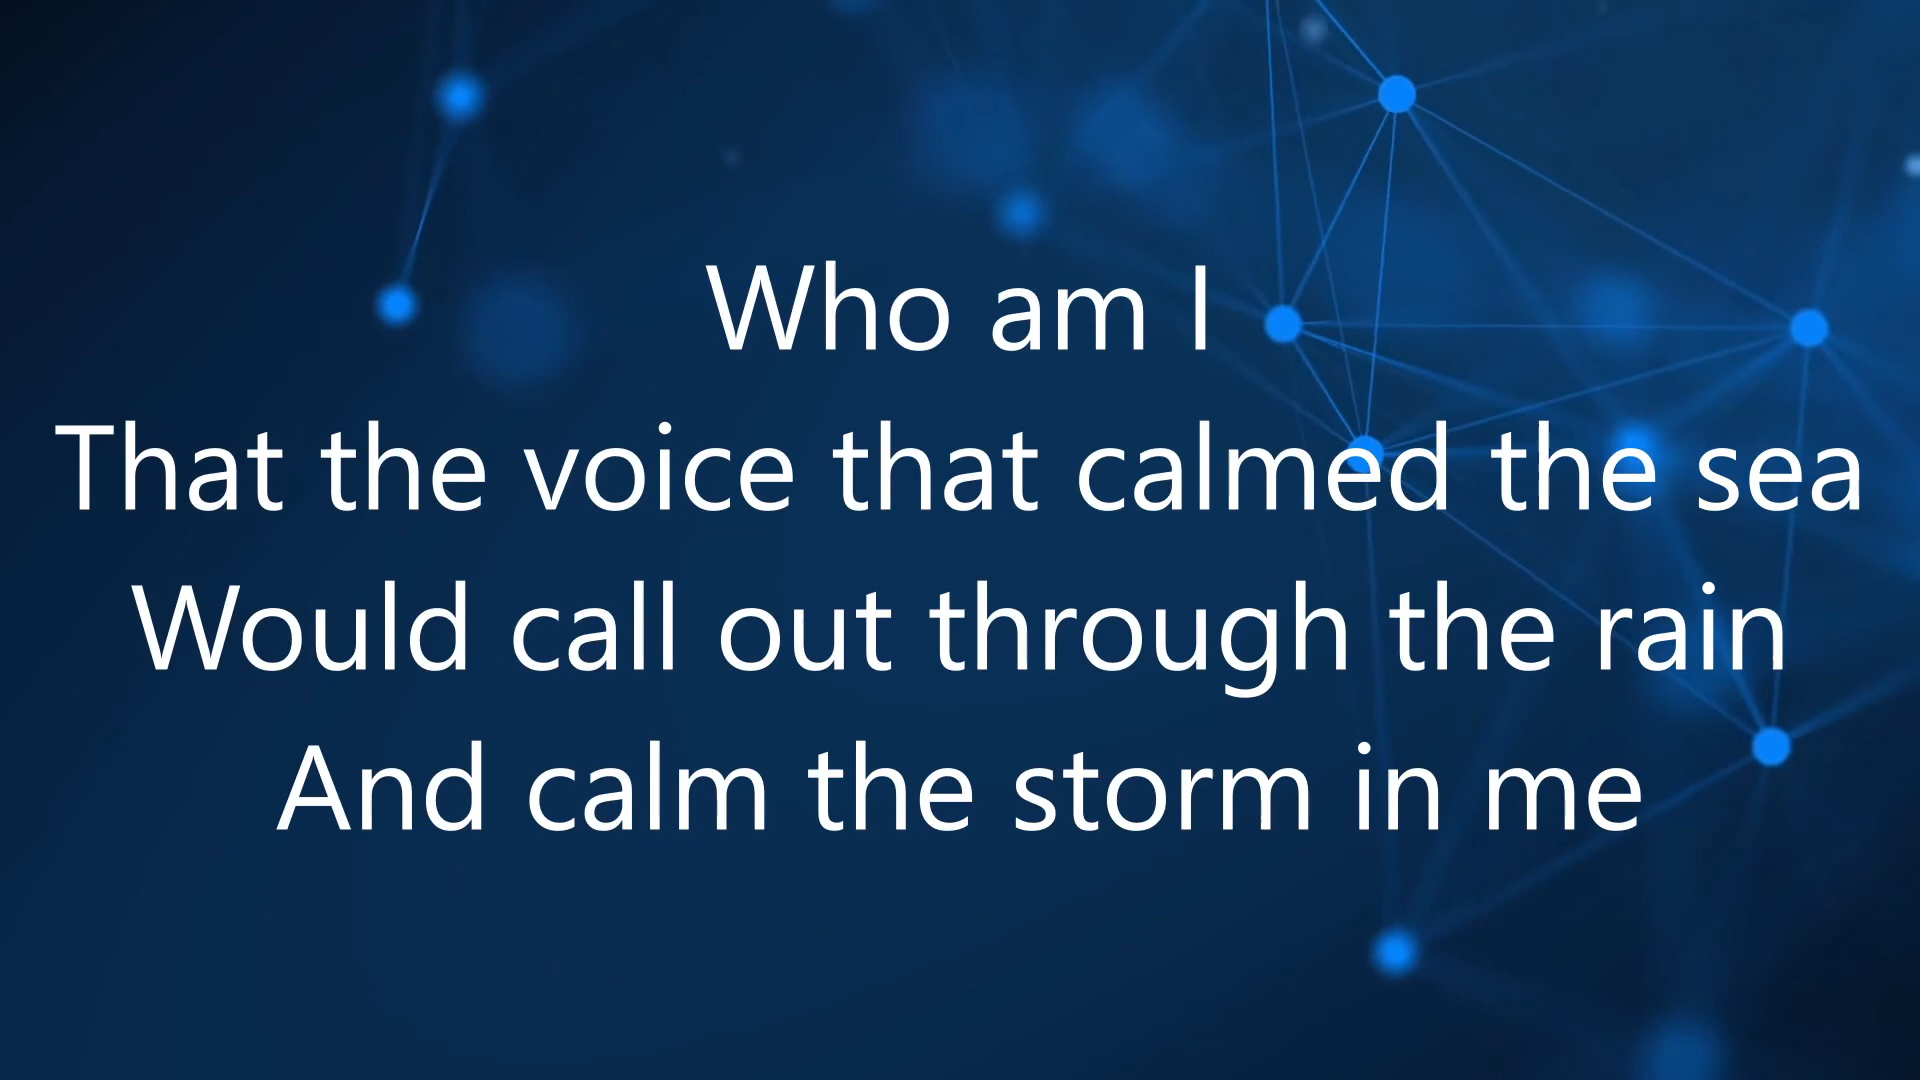 Who am I
That the voice that calmed the sea
Would call out through the rain
And calm the storm in me